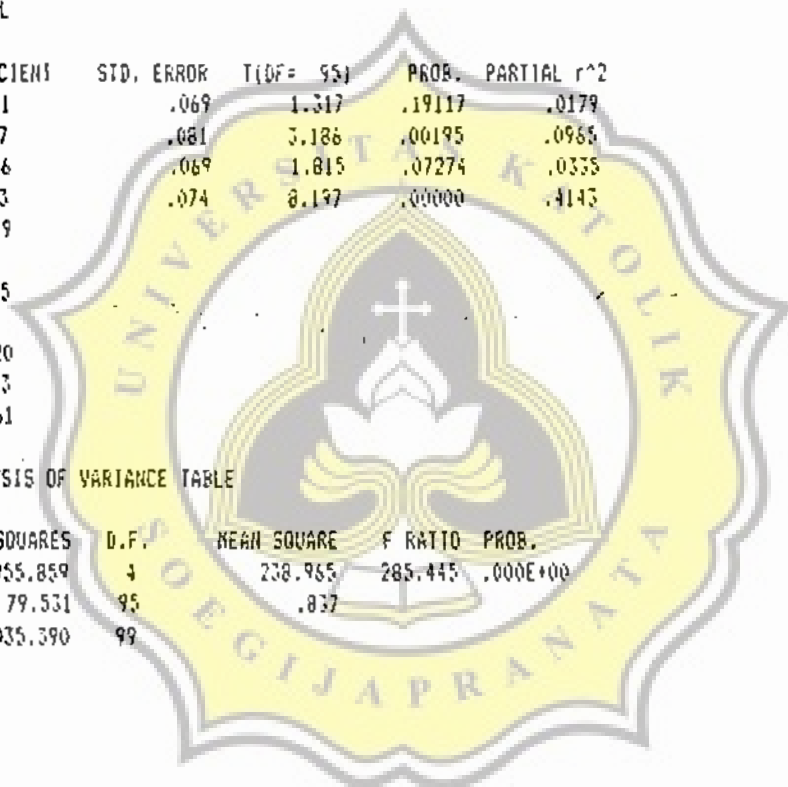 L
CIENT STD. ERROR T(DF= 95) PROB. PARTIAL r^2
1 .069 1.317 .19117 .0179
7 .081 3.186 .00195 .0965
6 .069 1.815 .07274 .0335
3 .074 8.197 .00000 .4143
9
5
20
3
61
SIS OF VARIANCE TABLE
SQUARES D.F. MEAN SQUARE F RATIO PROB.
955.859 4 238.965 285.445 .000E+00
79.531 95 .837
035.390 99
UNIVERSITAS KATOLIK
SOEGIJAPRANATA